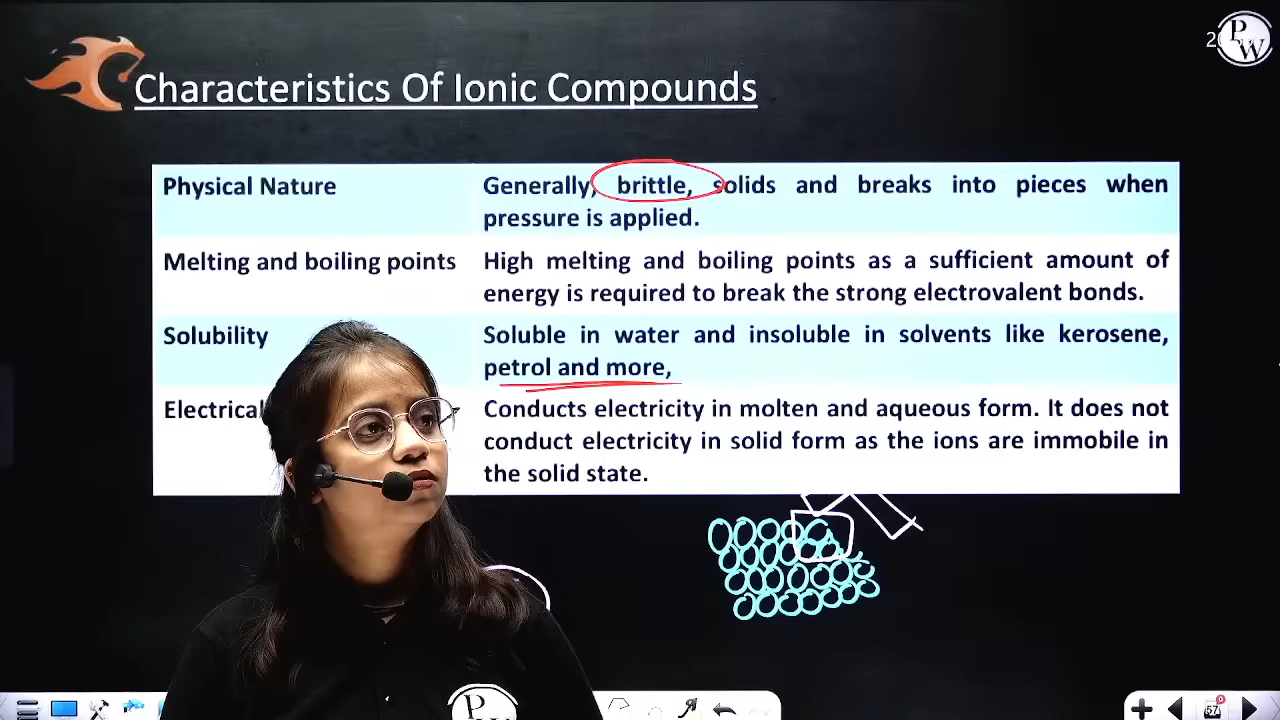 Characteristics Of Ionic Compounds
Physical Nature
Generally, brittle, solids and breaks into pieces when
pressure is applied.
Melting and boiling points
High melting and boiling points as a sufficient amount of
energy is required to break the strong electrovalent bonds.
Solubility
Soluble in water and insoluble in solvents like kerosene,
petrol and more,
Electrical
Conducts electricity in molten and aqueous form. It does not
conduct electricity in solid form as the ions are immobile in
the solid state.
P
W
P
W
57